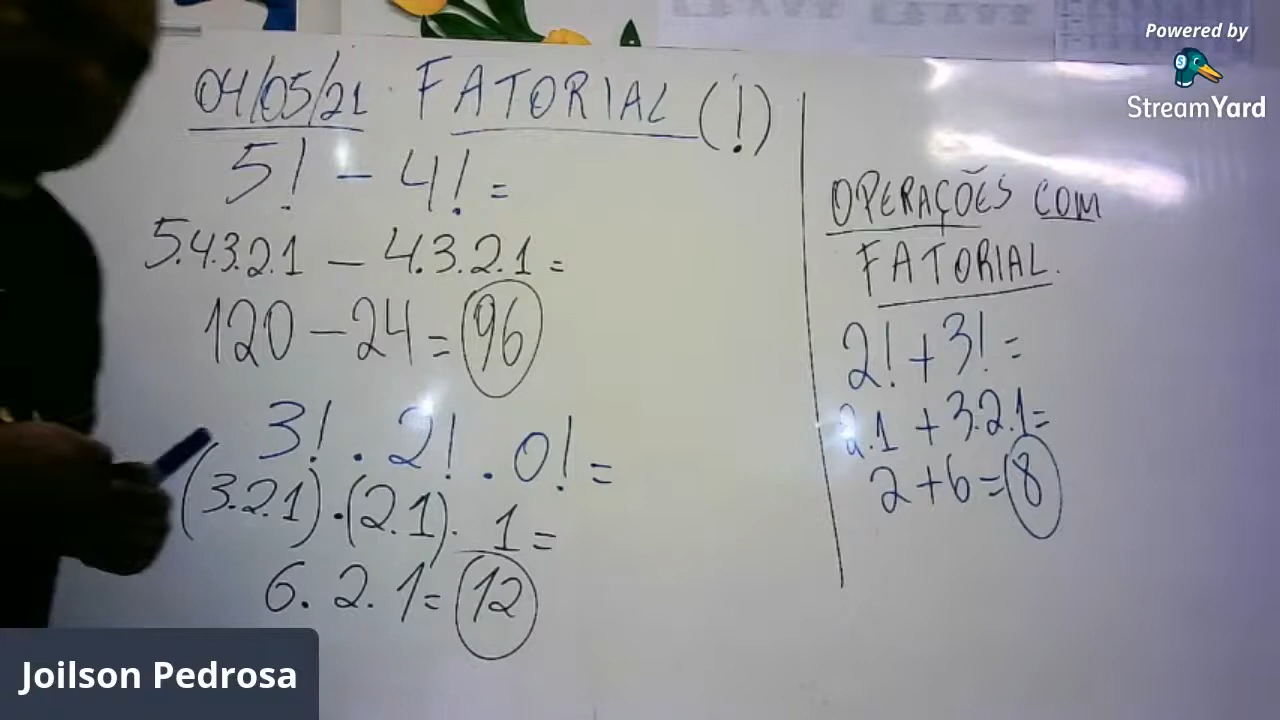 04/05/21 FATORIAL (!)
5! - 4! =
5.4.3.2.1 - 4.3.2.1 =
120 - 24 = 96
3! . 2! . 0! =
(3.2.1) . (2.1) . 1 =
6. 2. 1 = 12
OPERAÇÕES COM
FATORIAL.
2! + 3! =
2.1 + 3.2.1 =
2 + 6 = 8
Powered by
StreamYard
Joilson Pedrosa